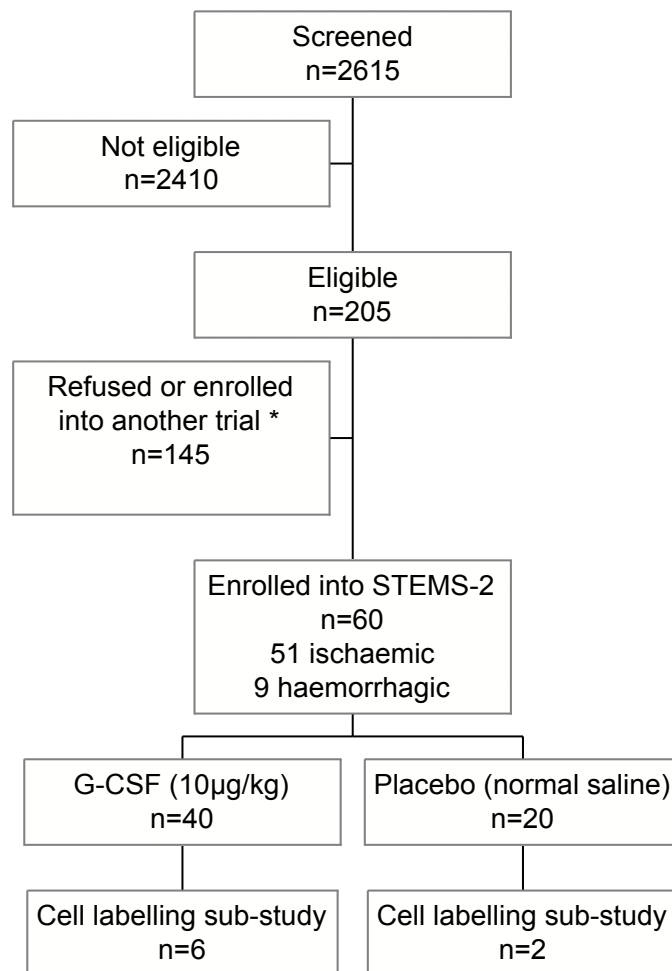 Screened
n=2615
Not eligible
n=2410
Eligible
n=205
Refused or enrolled
into another trial *
n=145
Enrolled into STEMS-2
n=60
51 ischaemic
9 haemorrhagic
G-CSF (10µg/kg)
n=40
Placebo (normal saline)
n=20
Cell labelling sub-study
n=6
Cell labelling sub-study
n=2